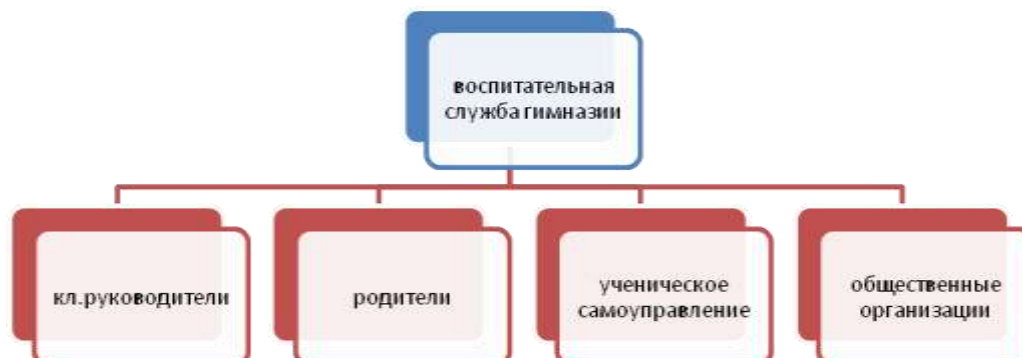 воспитательная
служба гимназии
кл.руководители
родители
ученическое
самоуправление
общественные
организации